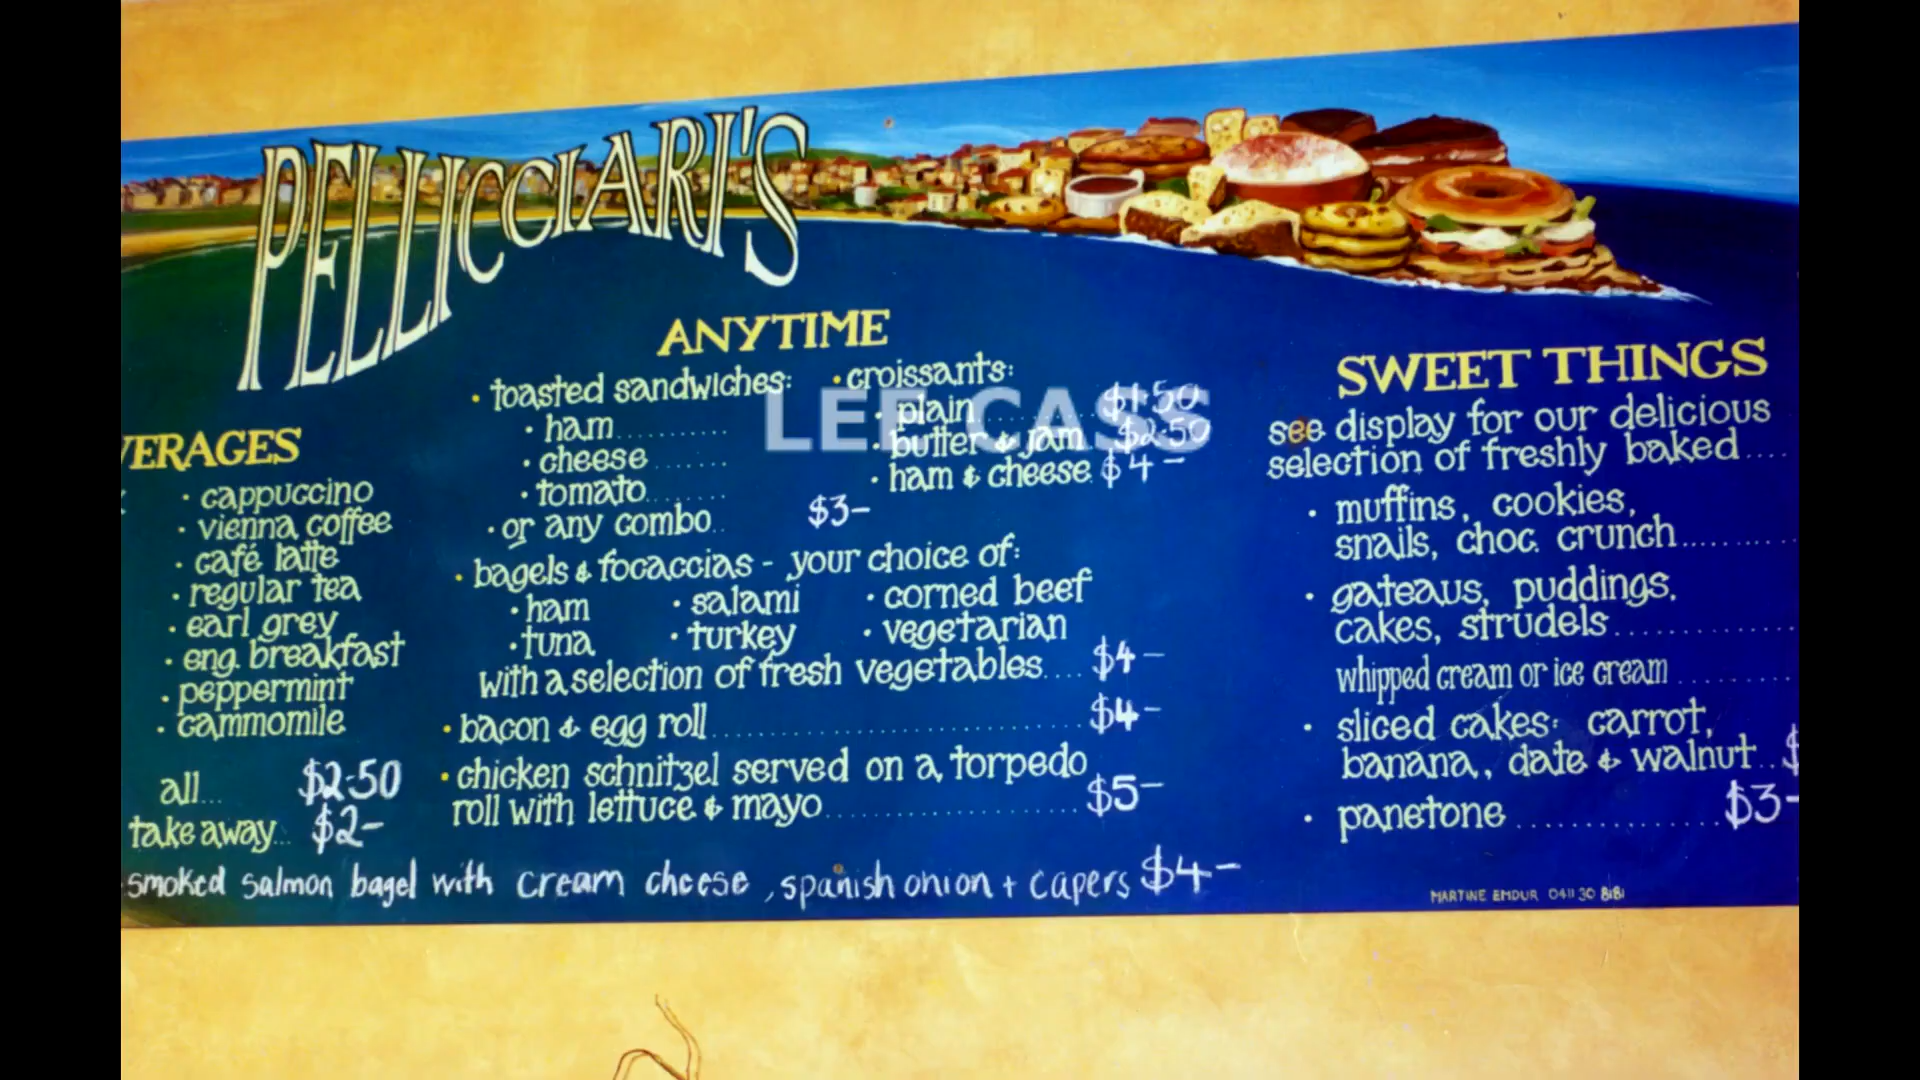 PELLICCIARI'S
VERAGES
cappuccino
vienna coffee
café latte
regular tea
earl grey
eng. breakfast
peppermint
cammomile
all... $2.50
take away... $2-
ANYTIME
toasted sandwiches:
ham
cheese
tomato
or any combo.. $3-
croissants:
plain $1.50
butter & jam $2.50
ham & cheese $4-
LEE CASS
bagels & focaccias - your choice of:
ham salami corned beef
tuna turkey vegetarian
with a selection of fresh vegetables.... $4-
bacon & egg roll $4-
chicken schnitzel served on a torpedo
roll with lettuce & mayo $5-
smoked salmon bagel with cream cheese, spanish onion + capers $4-
SWEET THINGS
see display for our delicious
selection of freshly baked....
muffins, cookies,
snails, choc. crunch
gateaus, puddings,
cakes, strudels
whipped cream or ice cream
sliced cakes: carrot,
banana, date & walnut.. $
panetone $3-
MARTINE EMDUR 0411 30 8181